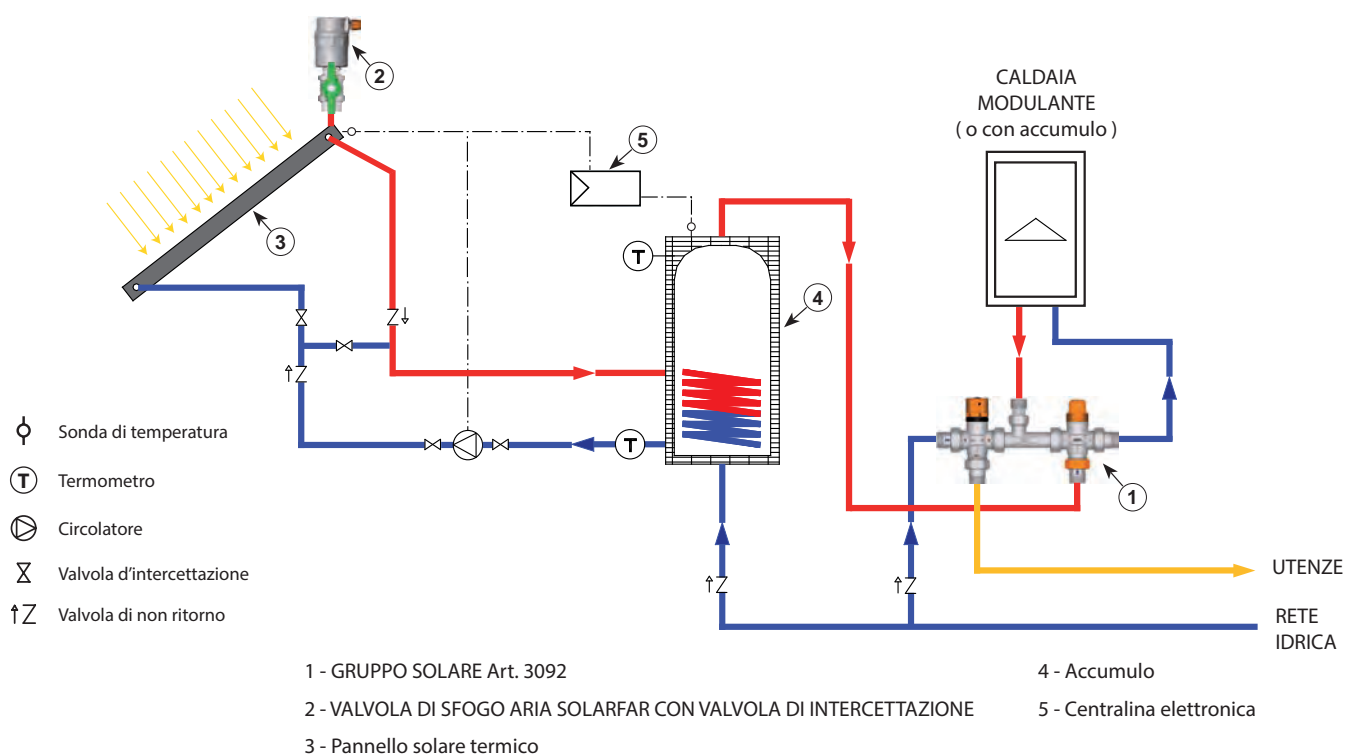 2
CALDAIA
MODULANTE
( o con accumulo )
5
3
T
4
Sonda di temperatura
T
Termometro
T
1
Circolatore
Valvola d'intercettazione
UTENZE
Valvola di non ritorno
RETE
IDRICA
1 - GRUPPO SOLARE Art. 3092
2 - VALVOLA DI SFOGO ARIA SOLARFAR CON VALVOLA DI INTERCETTAZIONE
3 - Pannello solare termico
4 - Accumulo
5 - Centralina elettronica